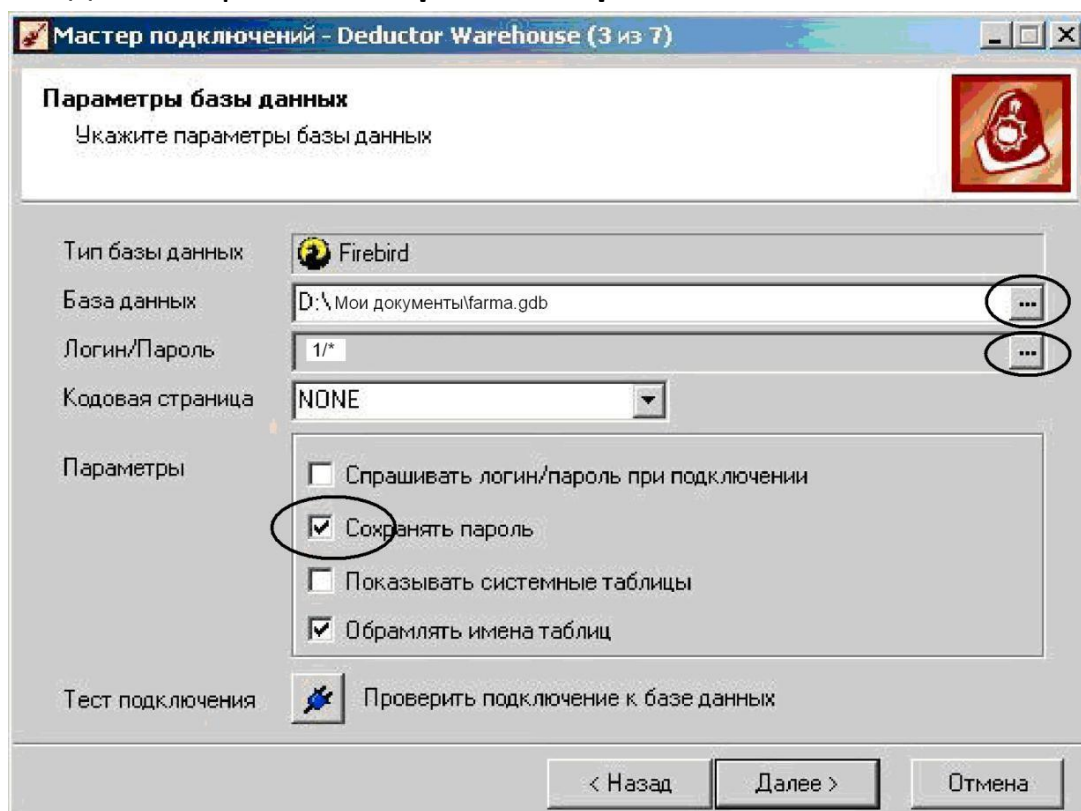 Мастер подключений - Deductor Warehouse (3 из 7)
Параметры базы данных
Укажите параметры базы данных
Тип базы данных Firebird
База данных D:\ Мои документы\farma.gdb ...
Логин/Пароль 1/* ...
Кодовая страница NONE
Параметры
Спрашивать логин/пароль при подключении
Сохранять пароль
Показывать системные таблицы
Обрамлять имена таблиц
Тест подключения Проверить подключение к базе данных
< Назад Далее > Отмена